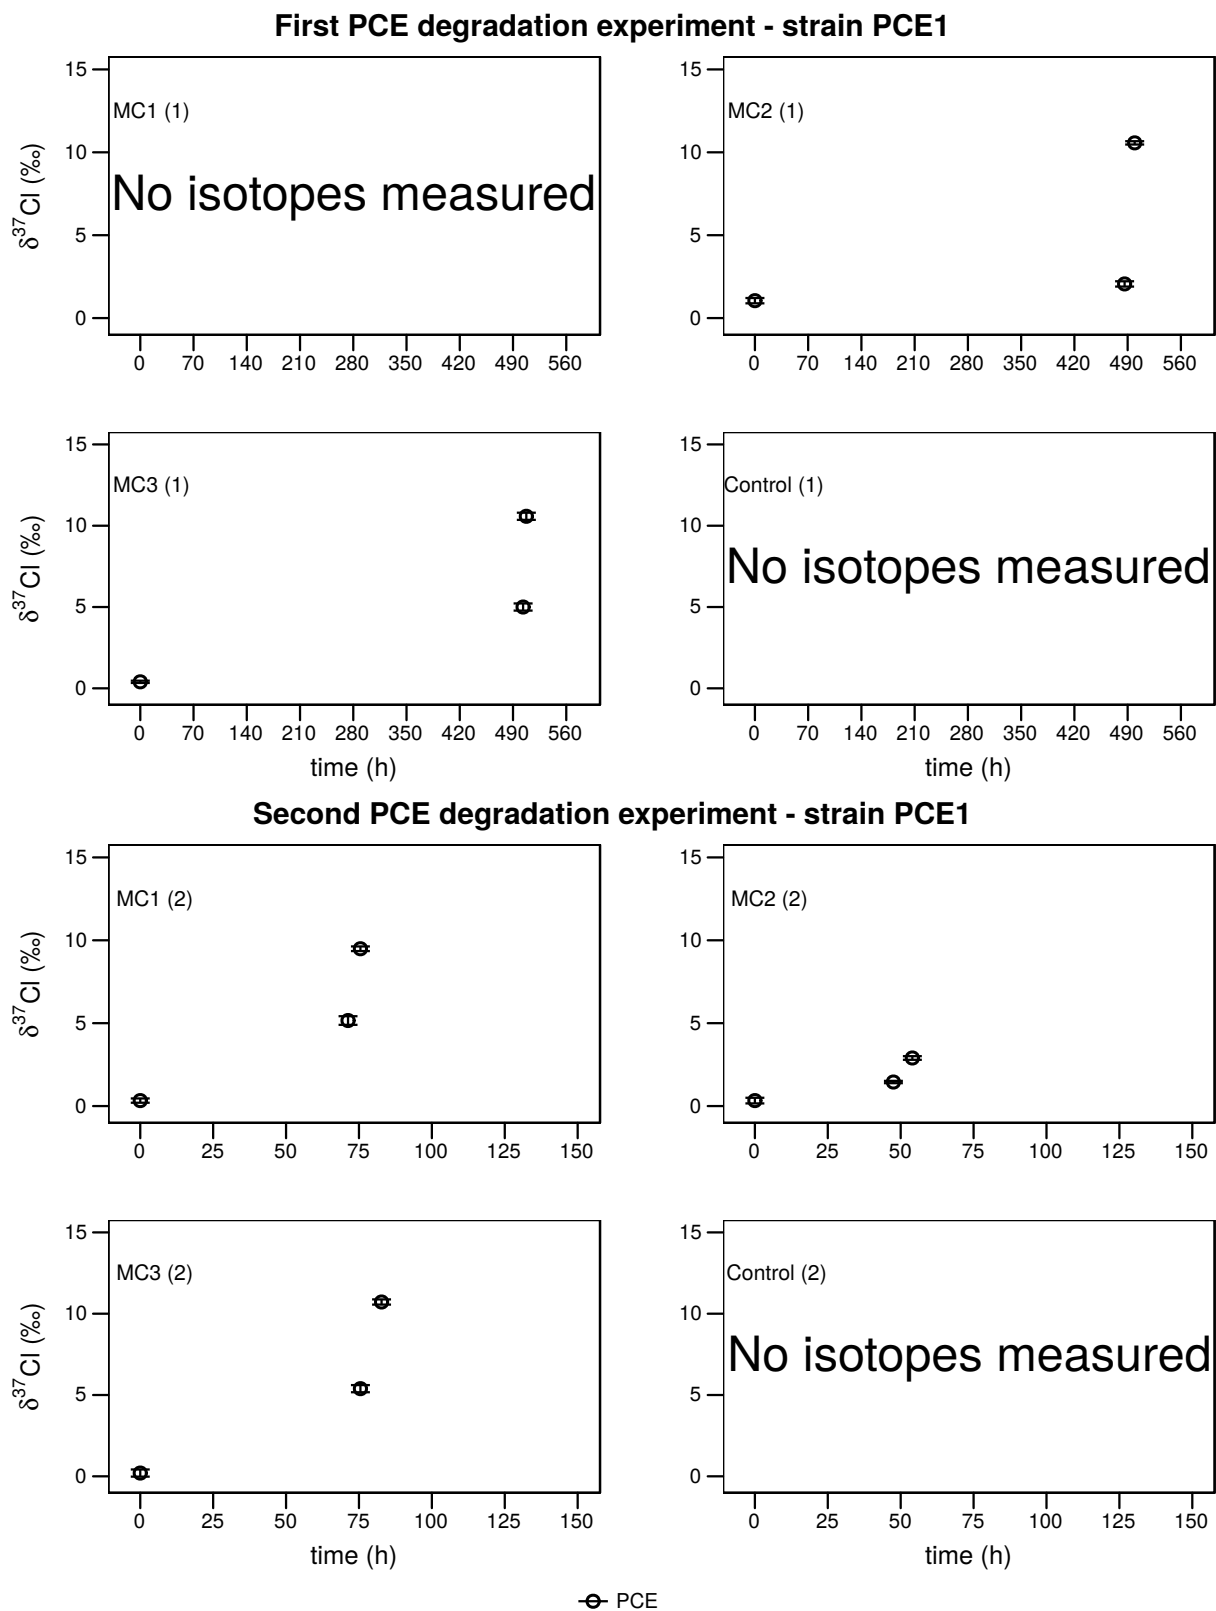 First PCE degradation experiment - strain PCE1
MC1 (1)
No isotopes measured
δ³⁷Cl (‰)
15
10
5
0
0 70 140 210 280 350 420 490 560
MC2 (1)
15
10
5
0
0 70 140 210 280 350 420 490 560
MC3 (1)
δ³⁷Cl (‰)
15
10
5
0
0 70 140 210 280 350 420 490 560
time (h)
Control (1)
No isotopes measured
15
10
5
0
0 70 140 210 280 350 420 490 560
time (h)
Second PCE degradation experiment - strain PCE1
MC1 (2)
δ³⁷Cl (‰)
15
10
5
0
0 25 50 75 100 125 150
MC2 (2)
15
10
5
0
0 25 50 75 100 125 150
MC3 (2)
δ³⁷Cl (‰)
15
10
5
0
0 25 50 75 100 125 150
time (h)
Control (2)
No isotopes measured
15
10
5
0
0 25 50 75 100 125 150
time (h)
PCE